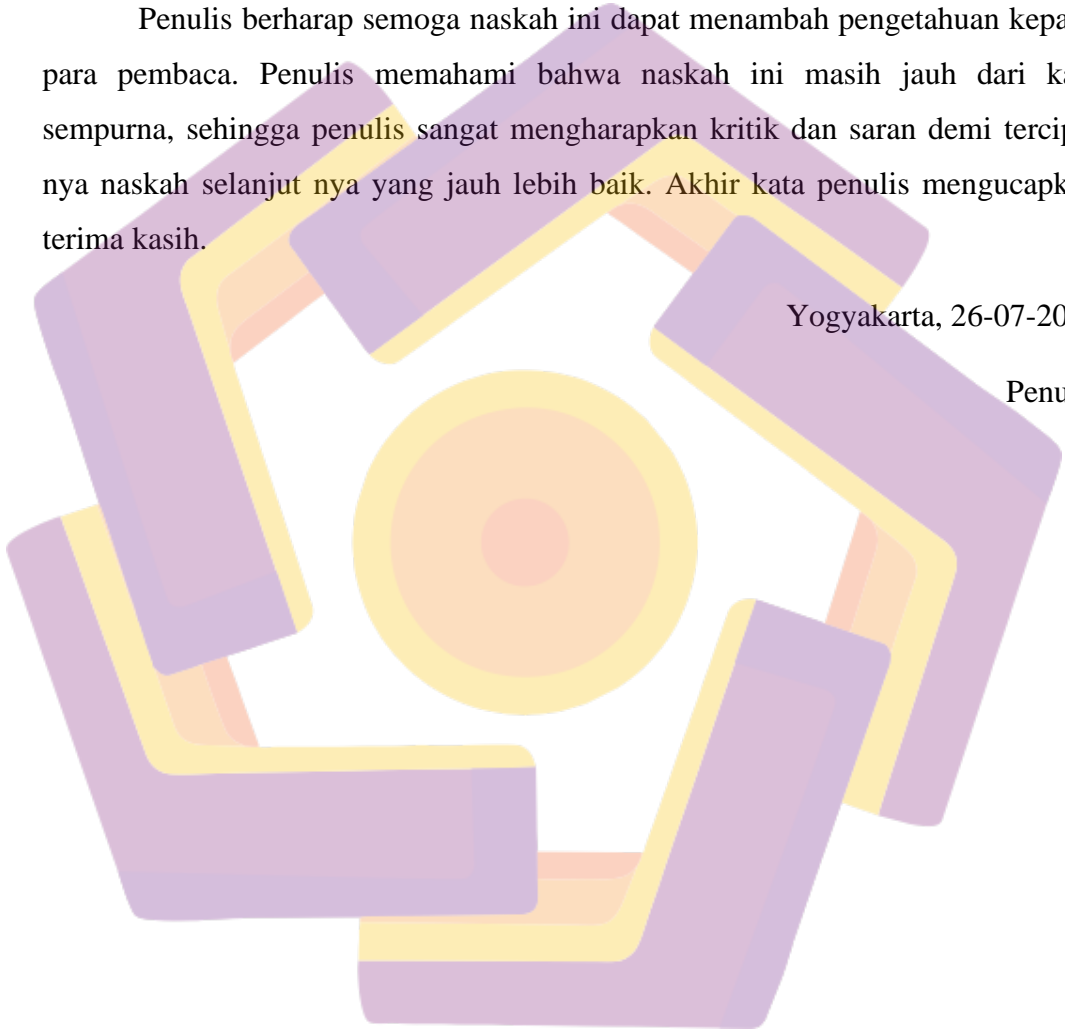 Penulis berharap semoga naskah ini dapat menambah pengetahuan kepa
para pembaca. Penulis memahami bahwa naskah ini masih jauh dari ka
sempurna, sehingga penulis sangat mengharapkan kritik dan saran demi tercip
nya naskah selanjut nya yang jauh lebih baik. Akhir kata penulis mengucapk
terima kasih.
Yogyakarta, 26-07-20
Penu